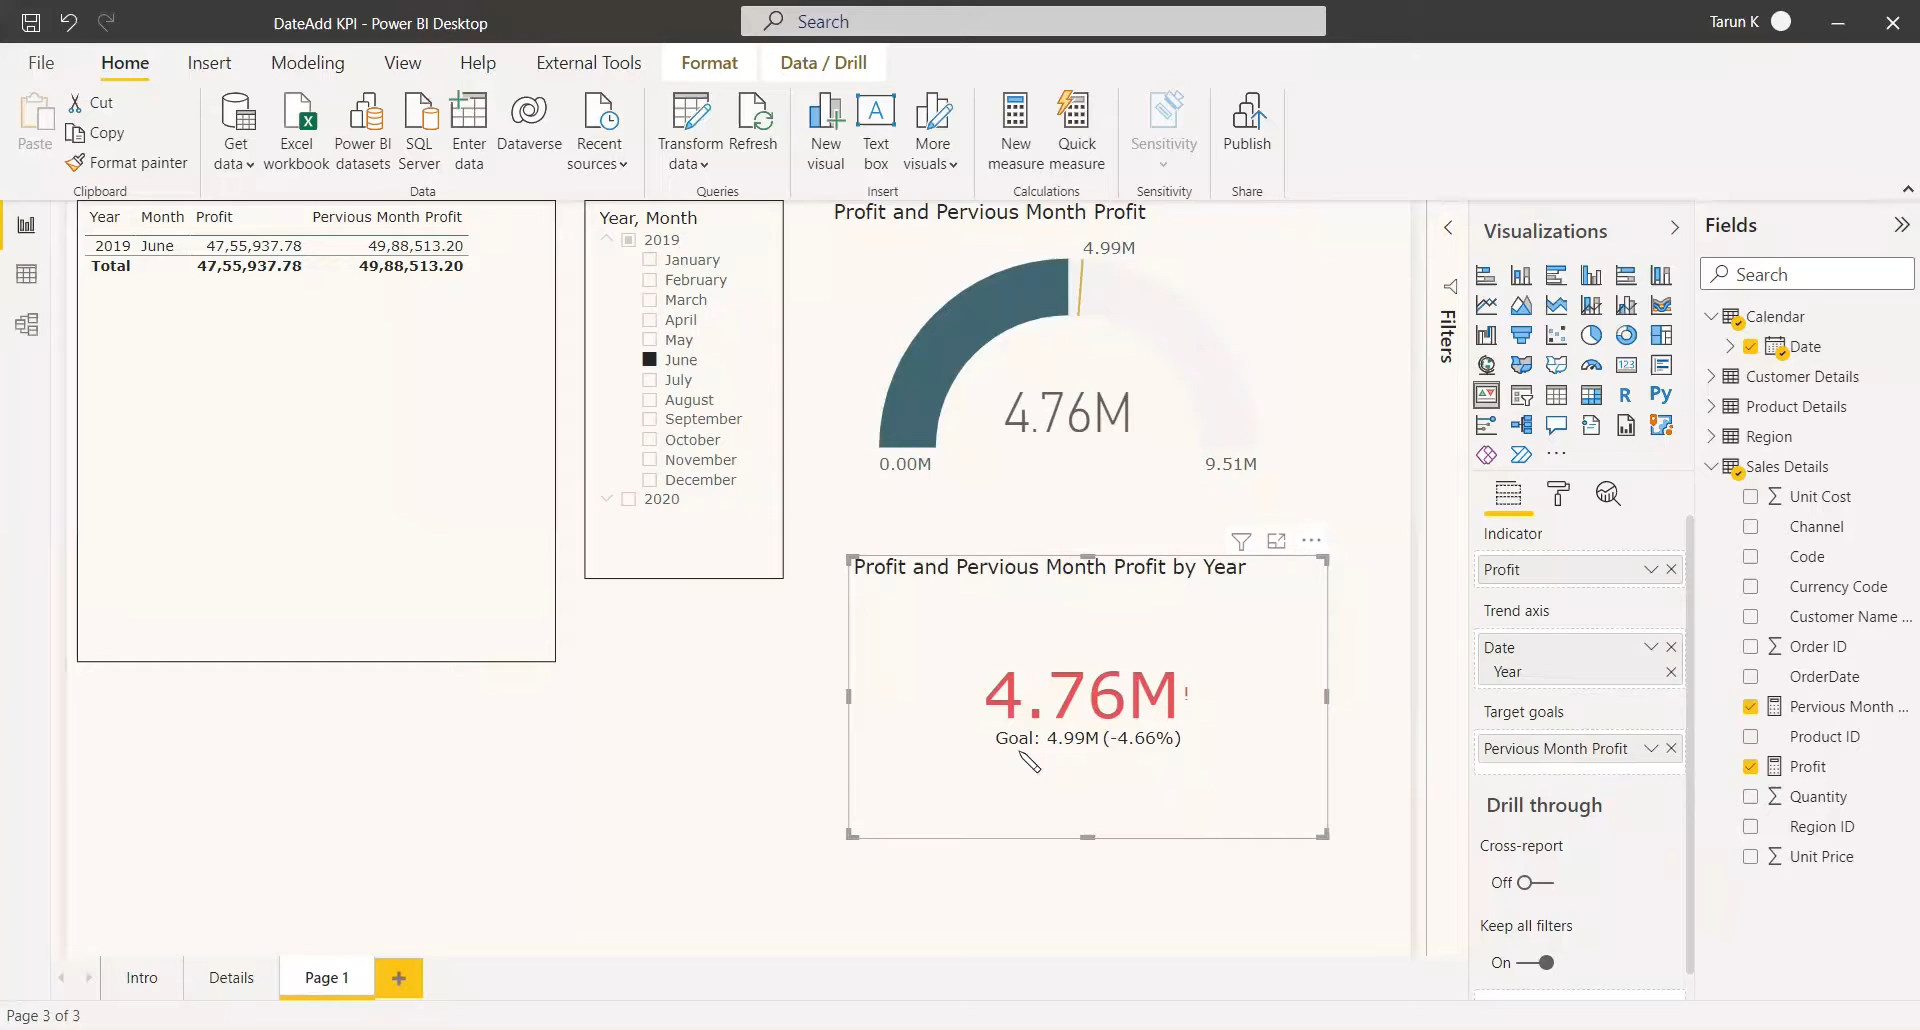 DateAdd KPI - Power BI Desktop
Search
Tarun K
File Home Insert Modeling View Help External Tools Format Data / Drill
Paste
Cut
Copy
Format painter
Clipboard
Get data
Excel workbook
Power BI datasets
SQL Server
Enter data
Dataverse
Recent sources
Data
Transform data
Refresh
Queries
New visual
Text box
More visuals
Insert
New measure
Quick measure
Calculations
Sensitivity
Sensitivity
Publish
Share
Year Month Profit Pervious Month Profit
2019 June 47,55,937.78 49,88,513.20
Total 47,55,937.78 49,88,513.20
Year, Month
2019
January
February
March
April
May
June
July
August
September
October
November
December
2020
Profit and Pervious Month Profit
4.99M
4.76M
0.00M
9.51M
Profit and Pervious Month Profit by Year
4.76M!
Goal: 4.99M (-4.66%)
Filters
Visualizations
123
R
Py
Indicator
Profit
Trend axis
Date
Year
Target goals
Pervious Month Profit
Drill through
Cross-report
Off
Keep all filters
On
Fields
Search
Calendar
Date
Customer Details
Product Details
Region
Sales Details
Unit Cost
Channel
Code
Currency Code
Customer Name ...
Order ID
OrderDate
Pervious Month ...
Product ID
Profit
Quantity
Region ID
Unit Price
Intro
Details
Page 1
Page 3 of 3